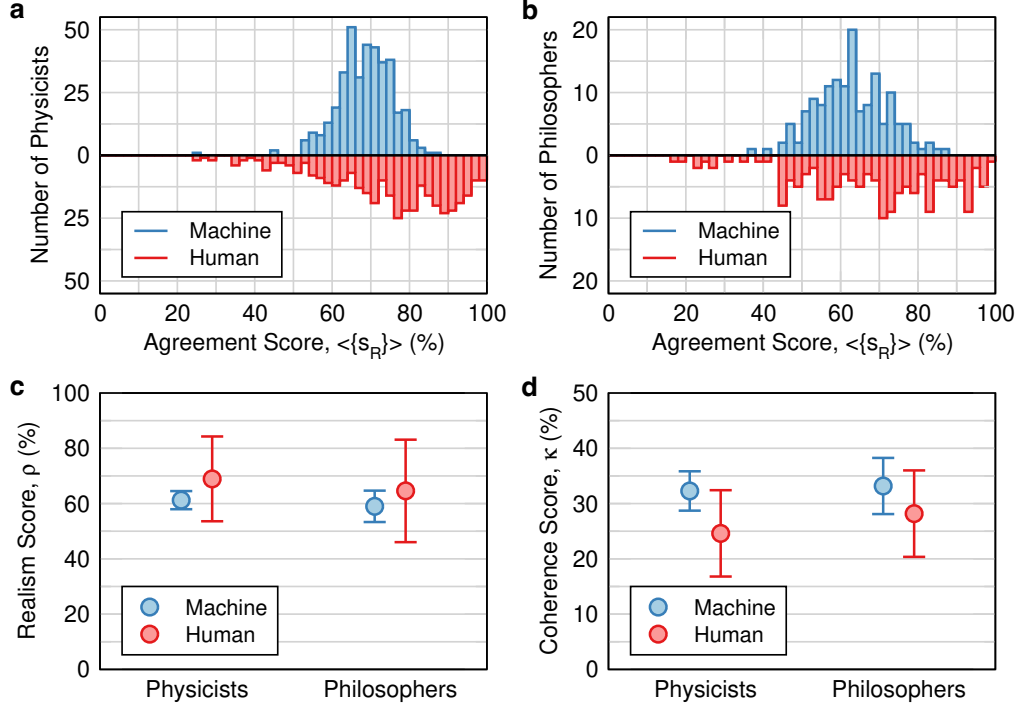 a
50
25
0
25
50
Number of Physicists
Machine
Human
0 20 40 60 80 100
Agreement Score, <{s_R}> (%)
b
20
10
0
10
20
Number of Philosophers
Machine
Human
0 20 40 60 80 100
Agreement Score, <{s_R}> (%)
c
100
80
60
40
20
0
Realism Score, ρ (%)
Machine
Human
Physicists Philosophers
d
50
40
30
20
10
0
Coherence Score, κ (%)
Machine
Human
Physicists Philosophers